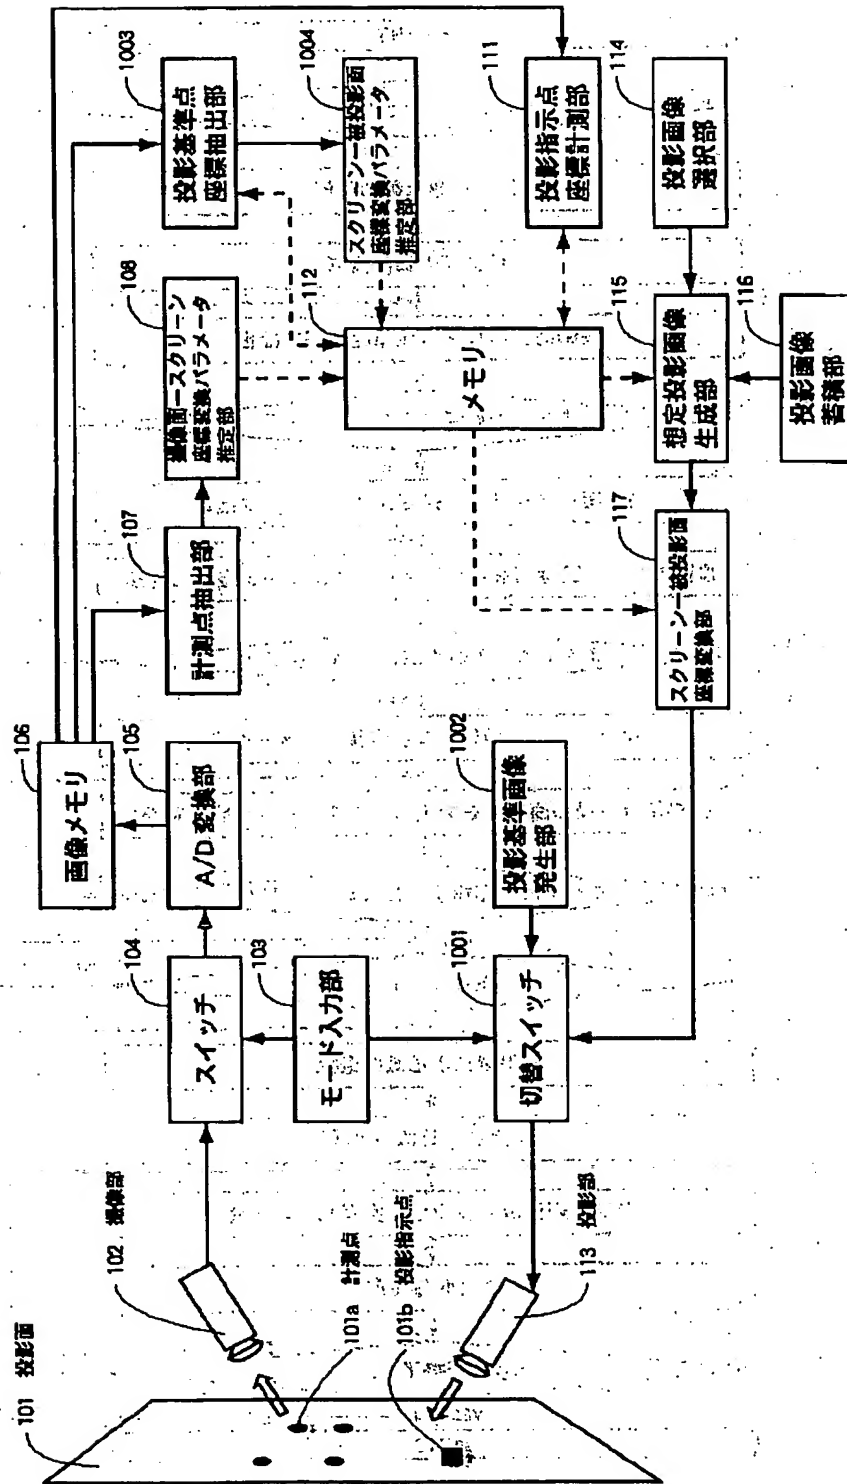 101 投影面
102 撮像部
101a 計測点
101b 投影指示点
113 投影部
104
スイッチ
103
モード入力部
1001
切替スイッチ
106
画像メモリ
105
A/D 変換部
1002
投影基準画像
発生部
107
計測点抽出部
108
撮像面ースクリーン
座標変換パラメータ
推定部
112
メモリ
117
スクリーンー被投影面
座標変換部
1003
投影基準点
座標抽出部
1004
スクリーンー被投影面
座標変換パラメータ
推定部
111
投影指示点
座標計測部
114
投影画像
選択部
115
想定投影画像
生成部
116
投影画像
蓄積部